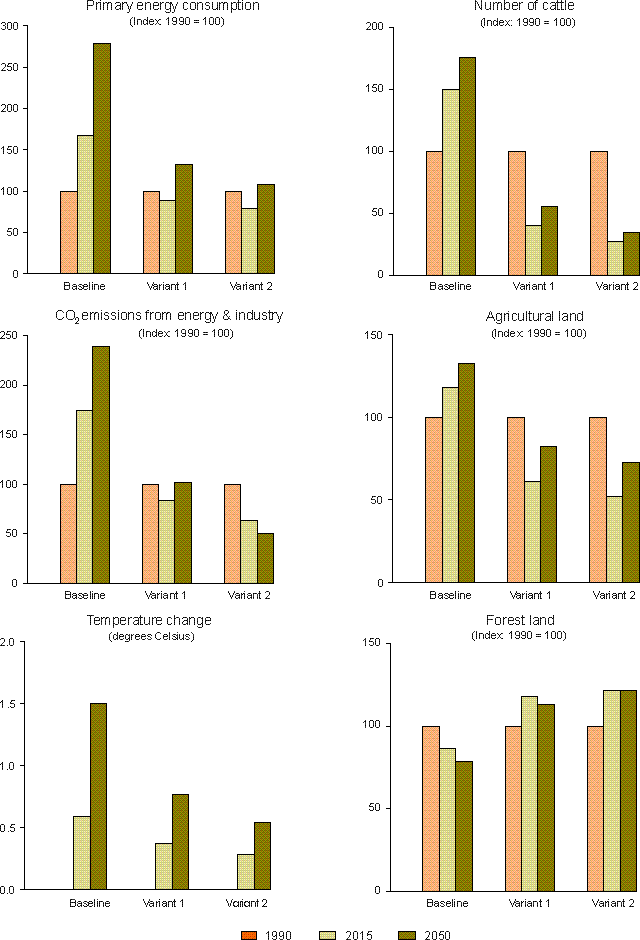 Primary energy consumption
(Index: 1990 = 100)
300
250
200
150
100
50
0
Baseline
Variant 1
Variant 2
Number of cattle
(Index: 1990 = 100)
200
150
100
50
0
Baseline
Variant 1
Variant 2
CO2 emissions from energy & industry
(Index: 1990 = 100)
250
200
150
100
50
0
Baseline
Variant 1
Variant 2
Agricultural land
(Index: 1990 = 100)
150
100
50
0
Baseline
Variant 1
Variant 2
Temperature change
(degrees Celsius)
2.0
1.5
1.0
0.5
0.0
Baseline
Variant 1
Variant 2
Forest land
(Index: 1990 = 100)
150
100
50
0
Baseline
Variant 1
Variant 2
1990
2015
2050